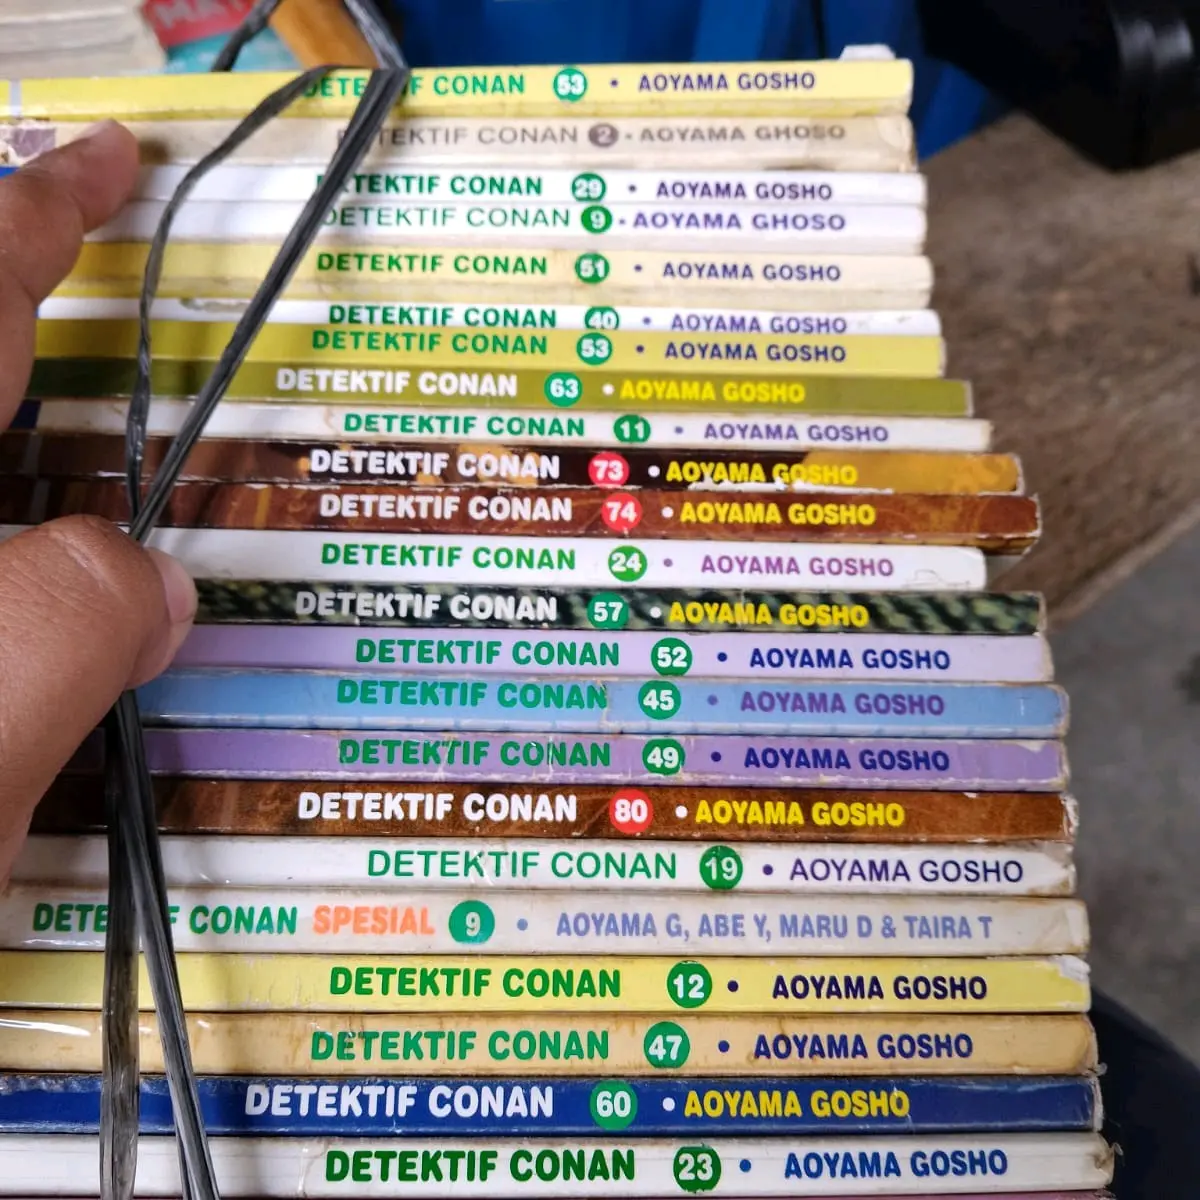 MAT
DETEKTIF CONAN 53 • AOYAMA GOSHO
DETEKTIF CONAN 2 • AOYAMA GHOSO
DETEKTIF CONAN 29 • AOYAMA GOSHO
DETEKTIF CONAN 9 • AOYAMA GHOSO
DETEKTIF CONAN 51 • AOYAMA GOSHO
DETEKTIF CONAN 40 • AOYAMA GOSHO
DETEKTIF CONAN 53 • AOYAMA GOSHO
DETEKTIF CONAN 63 • AOYAMA GOSHO
DETEKTIF CONAN 11 • AOYAMA GOSHO
DETEKTIF CONAN 73 • AOYAMA GOSHO
DETEKTIF CONAN 74 • AOYAMA GOSHO
DETEKTIF CONAN 24 • AOYAMA GOSHO
DETEKTIF CONAN 57 • AOYAMA GOSHO
DETEKTIF CONAN 52 • AOYAMA GOSHO
DETEKTIF CONAN 45 • AOYAMA GOSHO
DETEKTIF CONAN 49 • AOYAMA GOSHO
DETEKTIF CONAN 80 • AOYAMA GOSHO
DETEKTIF CONAN 19 • AOYAMA GOSHO
DETEKTIF CONAN SPESIAL 9 • AOYAMA G, ABE Y, MARU D & TAIRA T
DETEKTIF CONAN 12 • AOYAMA GOSHO
DETEKTIF CONAN 47 • AOYAMA GOSHO
DETEKTIF CONAN 60 • AOYAMA GOSHO
DETEKTIF CONAN 23 • AOYAMA GOSHO